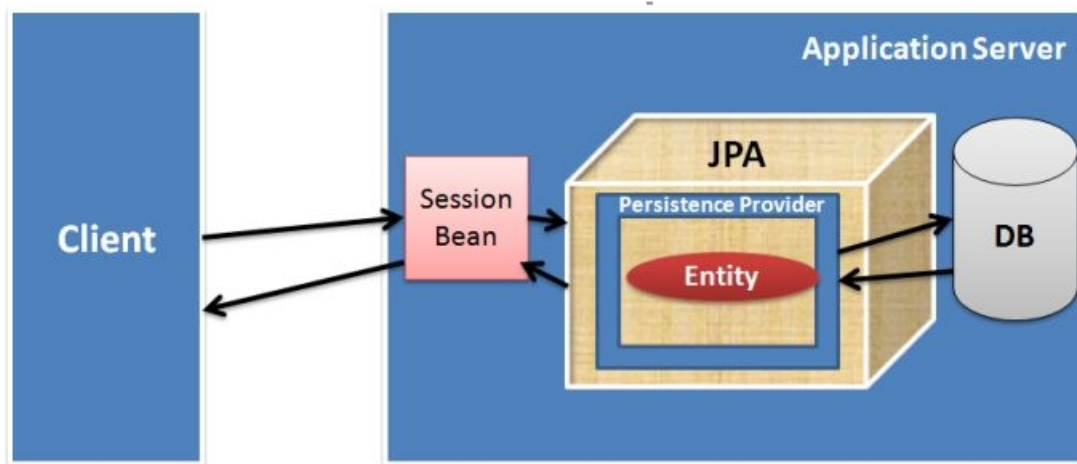 Application Server
JPA
Session
Bean
Persistence Provider
Client
Entity
DB